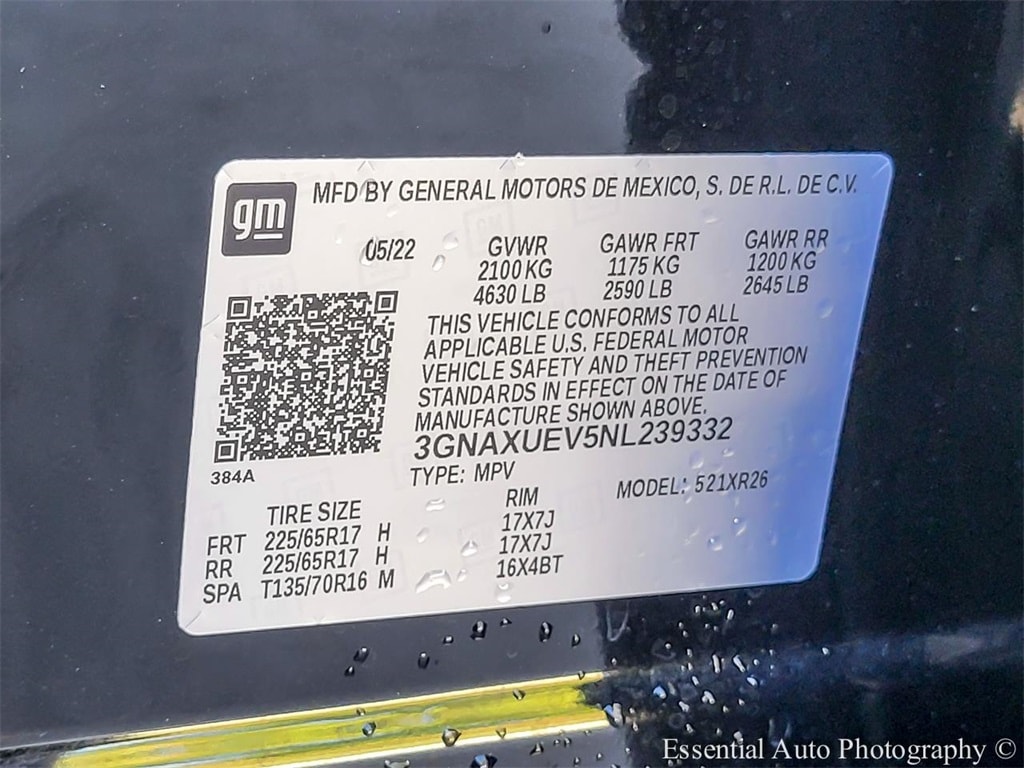 gm MFD BY GENERAL MOTORS DE MEXICO, S. DE R.L. DE C.V.
05/22 GVWR GAWR FRT GAWR RR
2100 KG 1175 KG 1200 KG
4630 LB 2590 LB 2645 LB
THIS VEHICLE CONFORMS TO ALL
APPLICABLE U.S. FEDERAL MOTOR
VEHICLE SAFETY AND THEFT PREVENTION
STANDARDS IN EFFECT ON THE DATE OF
MANUFACTURE SHOWN ABOVE.
3GNAXUEV5NL239332
384A TYPE: MPV MODEL: 521XR26
TIRE SIZE RIM
FRT 225/65R17 H 17X7J
RR 225/65R17 H 17X7J
SPA T135/70R16 M 16X4BT
Essential Auto Photography ©